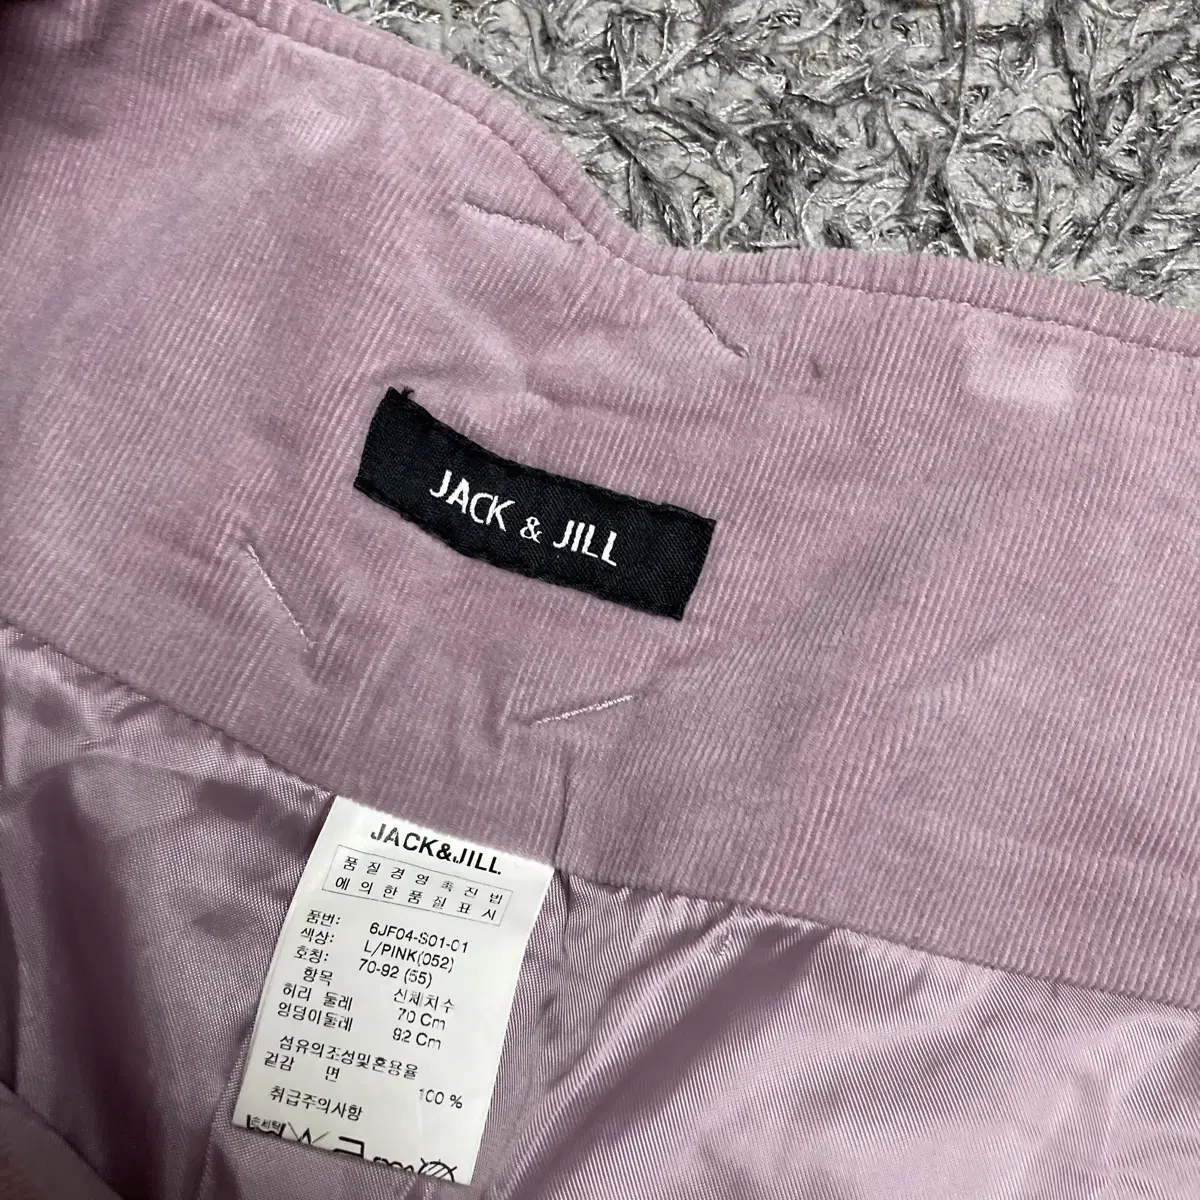 JACK & JILL
JACK&JILL
품질경영촉진법
에의한품질표시
품번: 6JF04-S01-01
색상: L/PINK(052)
호칭: 70-92 (55)
항목 신체치수
허리 둘레 70 Cm
엉덩이둘레 92 Cm
섬유의조성및혼용율
겉감 면 100 %
취급주의사항
손세탁